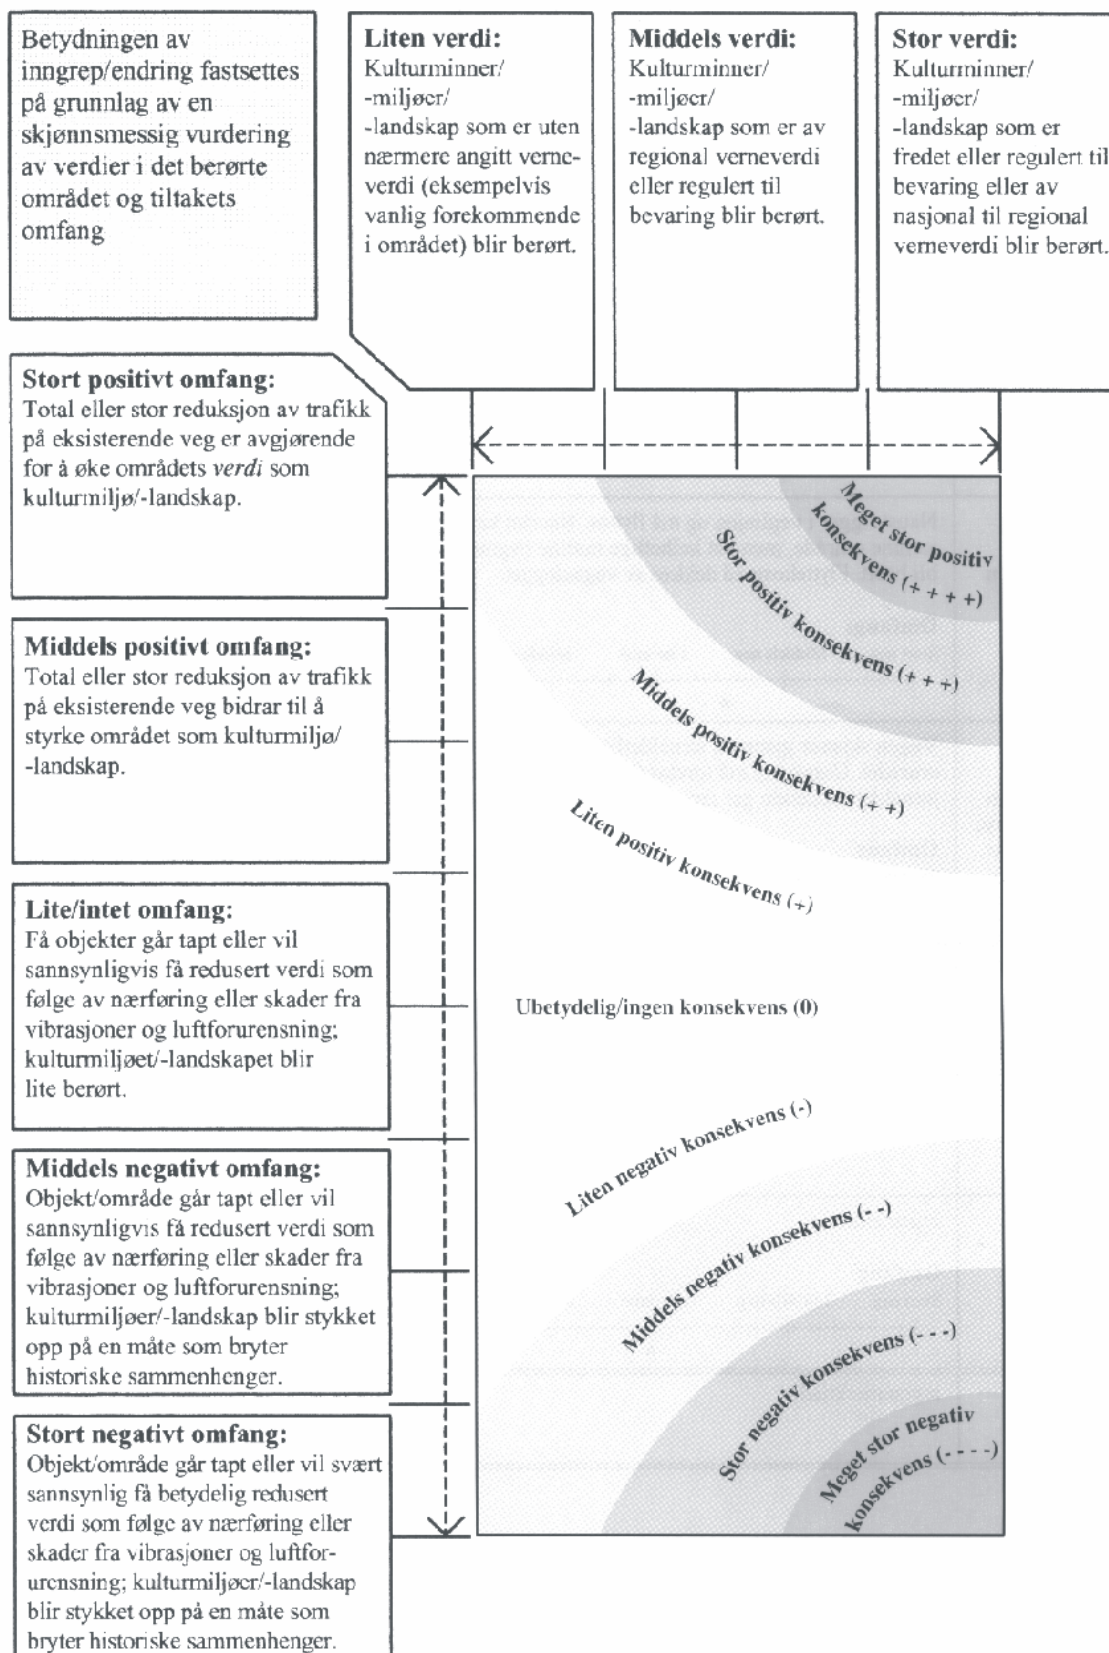 Betydningen av
inngrep/endring fastsettes
på grunnlag av en
skjønnsmessig vurdering
av verdier i det berørte
området og tiltakets
omfang
Liten verdi:
Kulturminner/
-miljøer/
-landskap som er uten
nærmere angitt verne-
verdi (eksempelvis
vanlig forekommende
i området) blir berørt.
Middels verdi:
Kulturminner/
-miljøer/
-landskap som er av
regional verneverdi
eller regulert til
bevaring blir berørt.
Stor verdi:
Kulturminner/
-miljøer/
-landskap som er
fredet eller regulert til
bevaring eller av
nasjonal til regional
verneverdi blir berørt.
Stort positivt omfang:
Total eller stor reduksjon av trafikk
på eksisterende veg er avgjørende
for å øke områdets verdi som
kulturmiljø/-landskap.
Middels positivt omfang:
Total eller stor reduksjon av trafikk
på eksisterende veg bidrar til å
styrke området som kulturmiljø/
-landskap.
Lite/intet omfang:
Få objekter går tapt eller vil
sannsynligvis få redusert verdi som
følge av nærføring eller skader fra
vibrasjoner og luftforurensning;
kulturmiljøet/-landskapet blir
lite berørt.
Middels negativt omfang:
Objekt/område går tapt eller vil
sannsynligvis få redusert verdi som
følge av nærføring eller skader fra
vibrasjoner og luftforurensning;
kulturmiljøer/-landskap blir stykket
opp på en måte som bryter
historiske sammenhenger.
Stort negativt omfang:
Objekt/område går tapt eller vil svært
sannsynlig få betydelig redusert
verdi som følge av nærføring eller
skader fra vibrasjoner og luftfor-
urensning; kulturmiljøer/-landskap
blir stykket opp på en måte som
bryter historiske sammenhenger.
Meget stor positiv
konsekvens (+ + + +)
Stor positiv konsekvens (+ + +)
Middels positiv konsekvens (+ +)
Liten positiv konsekvens (+)
Ubetydelig/ingen konsekvens (0)
Liten negativ konsekvens (-)
Middels negativ konsekvens (- -)
Stor negativ konsekvens (- - -)
Meget stor negativ
konsekvens (- - - -)